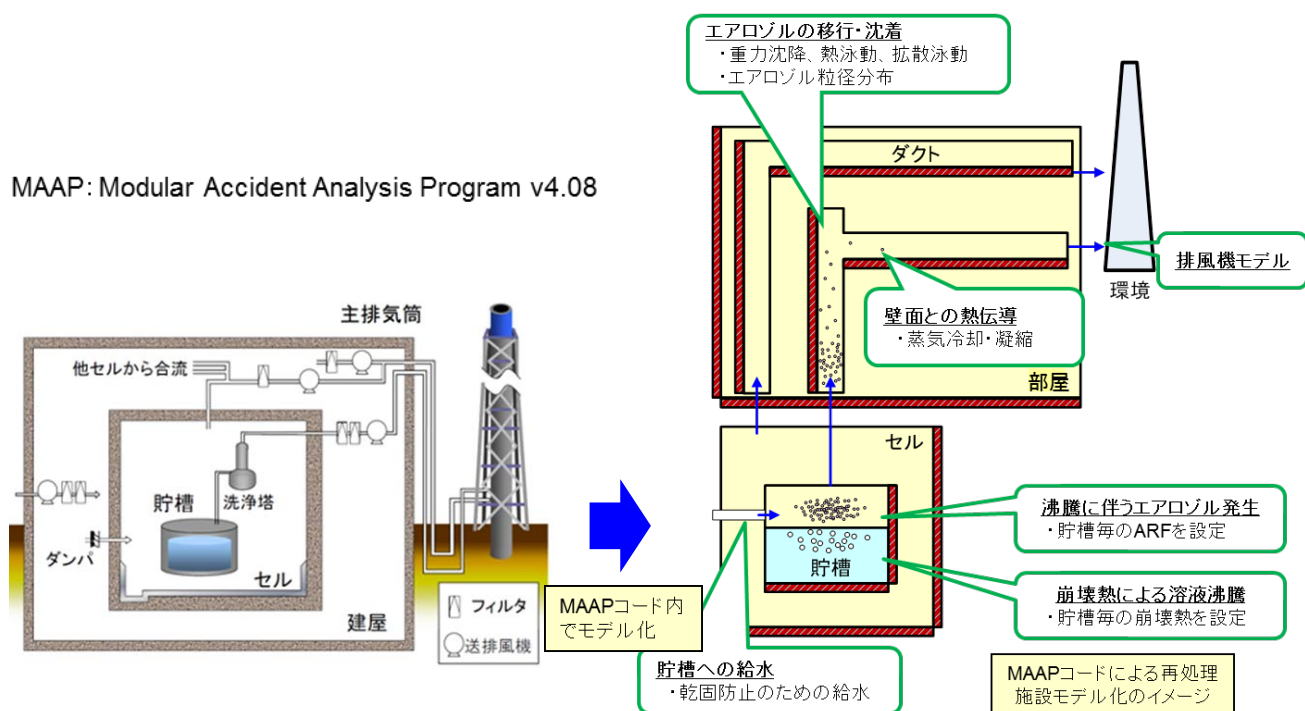 MAAP：Modular Accident Analysis Program v4.08
主排気筒
他セルから合流
貯槽
洗浄塔
ダンパ
セル
建屋
フィルタ
送排風機
エアロゾルの移行・沈着
・重力沈降、熱泳動、拡散泳動
・エアロゾル粒径分布
ダクト
排風機モデル
環境
壁面との熱伝導
・蒸気冷却・凝縮
部屋
セル
貯槽
沸騰に伴うエアロゾル発生
・貯槽毎のARFを設定
崩壊熱による溶液沸騰
・貯槽毎の崩壊熱を設定
MAAPコード内
でモデル化
貯槽への給水
・乾固防止のための給水
MAAPコードによる再処理
施設モデル化のイメージ